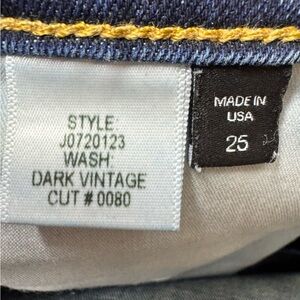 STYLE:
J0720123
WASH:
DARK VINTAGE
CUT # 0080
MADE IN
USA
25